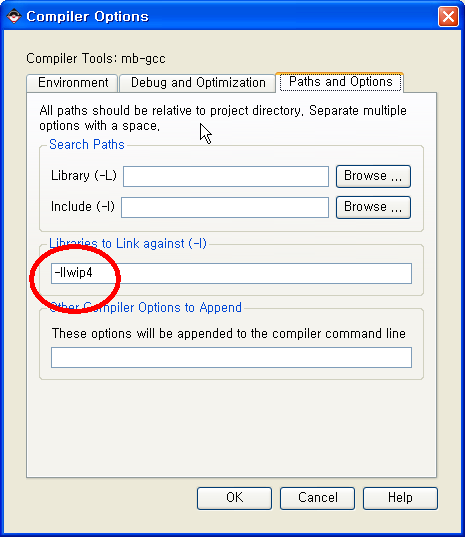 Compiler Options
Compiler Tools: mb-gcc
Environment
Debug and Optimization
Paths and Options
All paths should be relative to project directory. Separate multiple
options with a space.
Search Paths
Library (-L)
Browse ...
Include (-I)
Browse ...
Libraries to Link against (-l)
-llwip4
Other Compiler Options to Append
These options will be appended to the compiler command line
OK
Cancel
Help